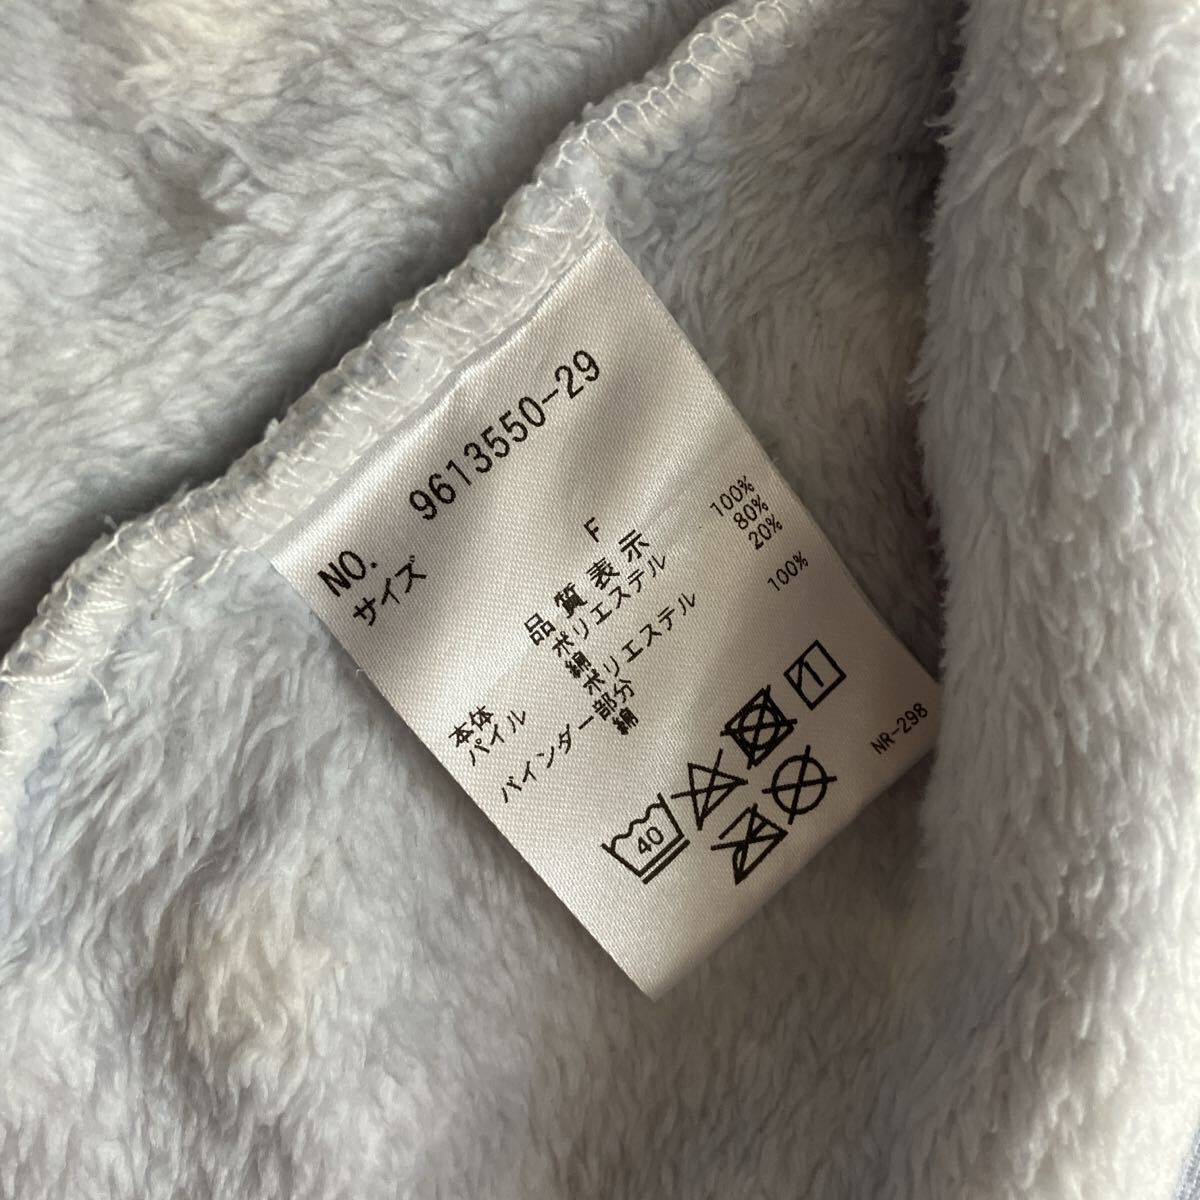 NO. 9613550-29
サイズ F
品質表示
本体 ポリエステル 100%
パイル 綿 80%
ポリエステル 20%
バインダー部分
綿 100%
40
1
NR-298